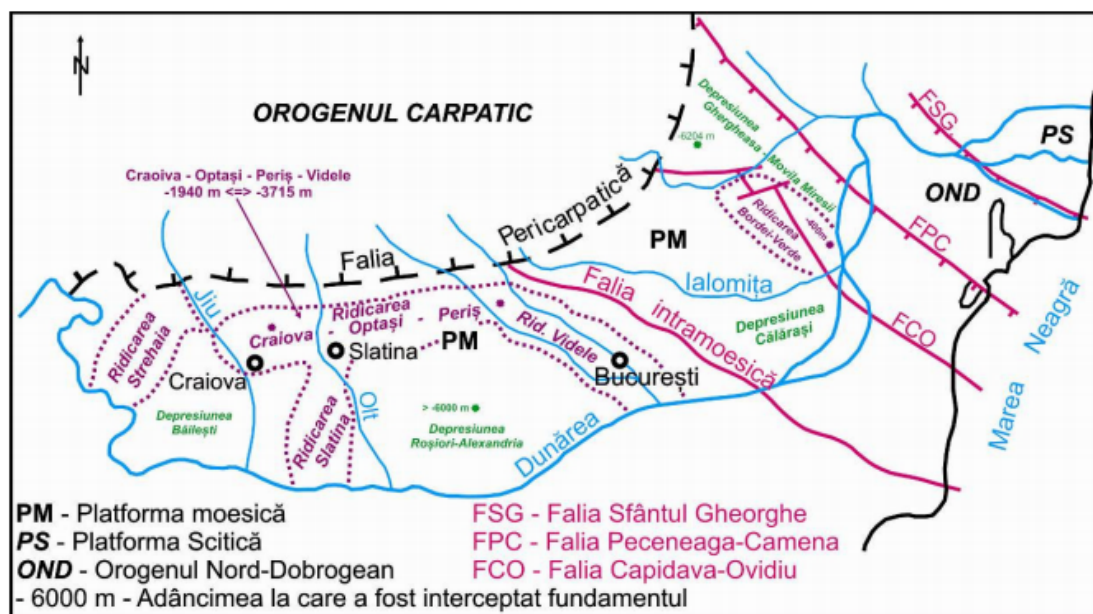 N
OROGENUL CARPATIC
Craoiva - Optași - Periș - Videle
-1940 m <=> -3715 m
Falia
Pericarpatică
-6204 m
Depresiunea
Ghergheasa - Movila Miresii
Ridicarea
Bordei-Verde
-400m
FSG
PS
OND
FPC
FCO
PM
Ialomița
Falia intramoesică
Depresiunea
Călărași
Marea Neagră
Jiu
Ridicarea
Strehaia
Craiova - Ridicarea
Optași - Periș
PM
Rid. Videle
Slatina
Craiova
București
Olt
Depresiunea
Băilești
Ridicarea
Slatina
> -6000 m
Depresiunea
Roșiori-Alexandria
Dunărea
PM - Platforma moesică
PS - Platforma Scitică
OND - Orogenul Nord-Dobrogean
- 6000 m - Adâncimea la care a fost interceptat fundamentul
FSG - Falia Sfântul Gheorghe
FPC - Falia Peceneaga-Camena
FCO - Falia Capidava-Ovidiu